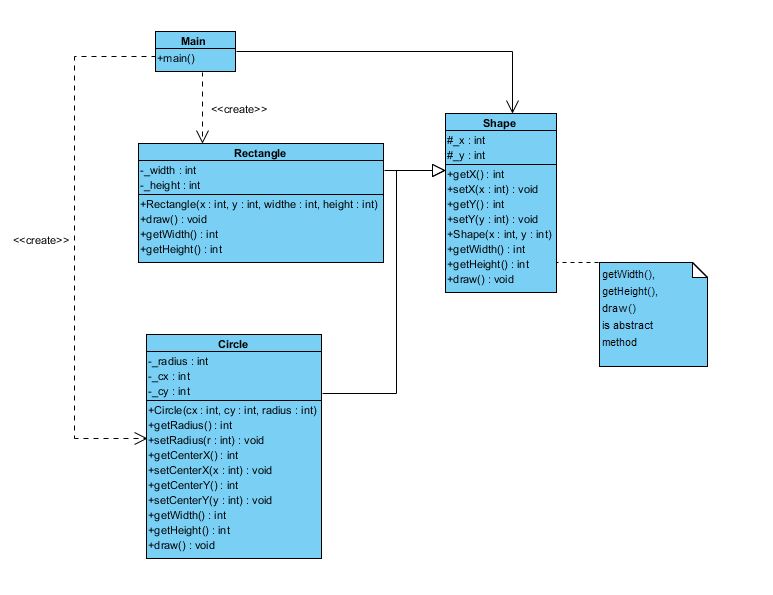 Main
+main()
<<create>>
Shape
#_x : int
#_y : int
+getX() : int
+setX(x : int) : void
+getY() : int
+setY(y : int) : void
+Shape(x : int, y : int)
+getWidth() : int
+getHeight() : int
+draw() : void
Rectangle
-_width : int
-_height : int
+Rectangle(x : int, y : int, widthe : int, height : int)
+draw() : void
+getWidth() : int
+getHeight() : int
<<create>>
getWidth(),
getHeight(),
draw()
is abstract
method
Circle
-_radius : int
-_cx : int
-_cy : int
+Circle(cx : int, cy : int, radius : int)
+getRadius() : int
+setRadius(r : int) : void
+getCenterX() : int
+setCenterX(x : int) : void
+getCenterY() : int
+setCenterY(y : int) : void
+getWidth() : int
+getHeight() : int
+draw() : void